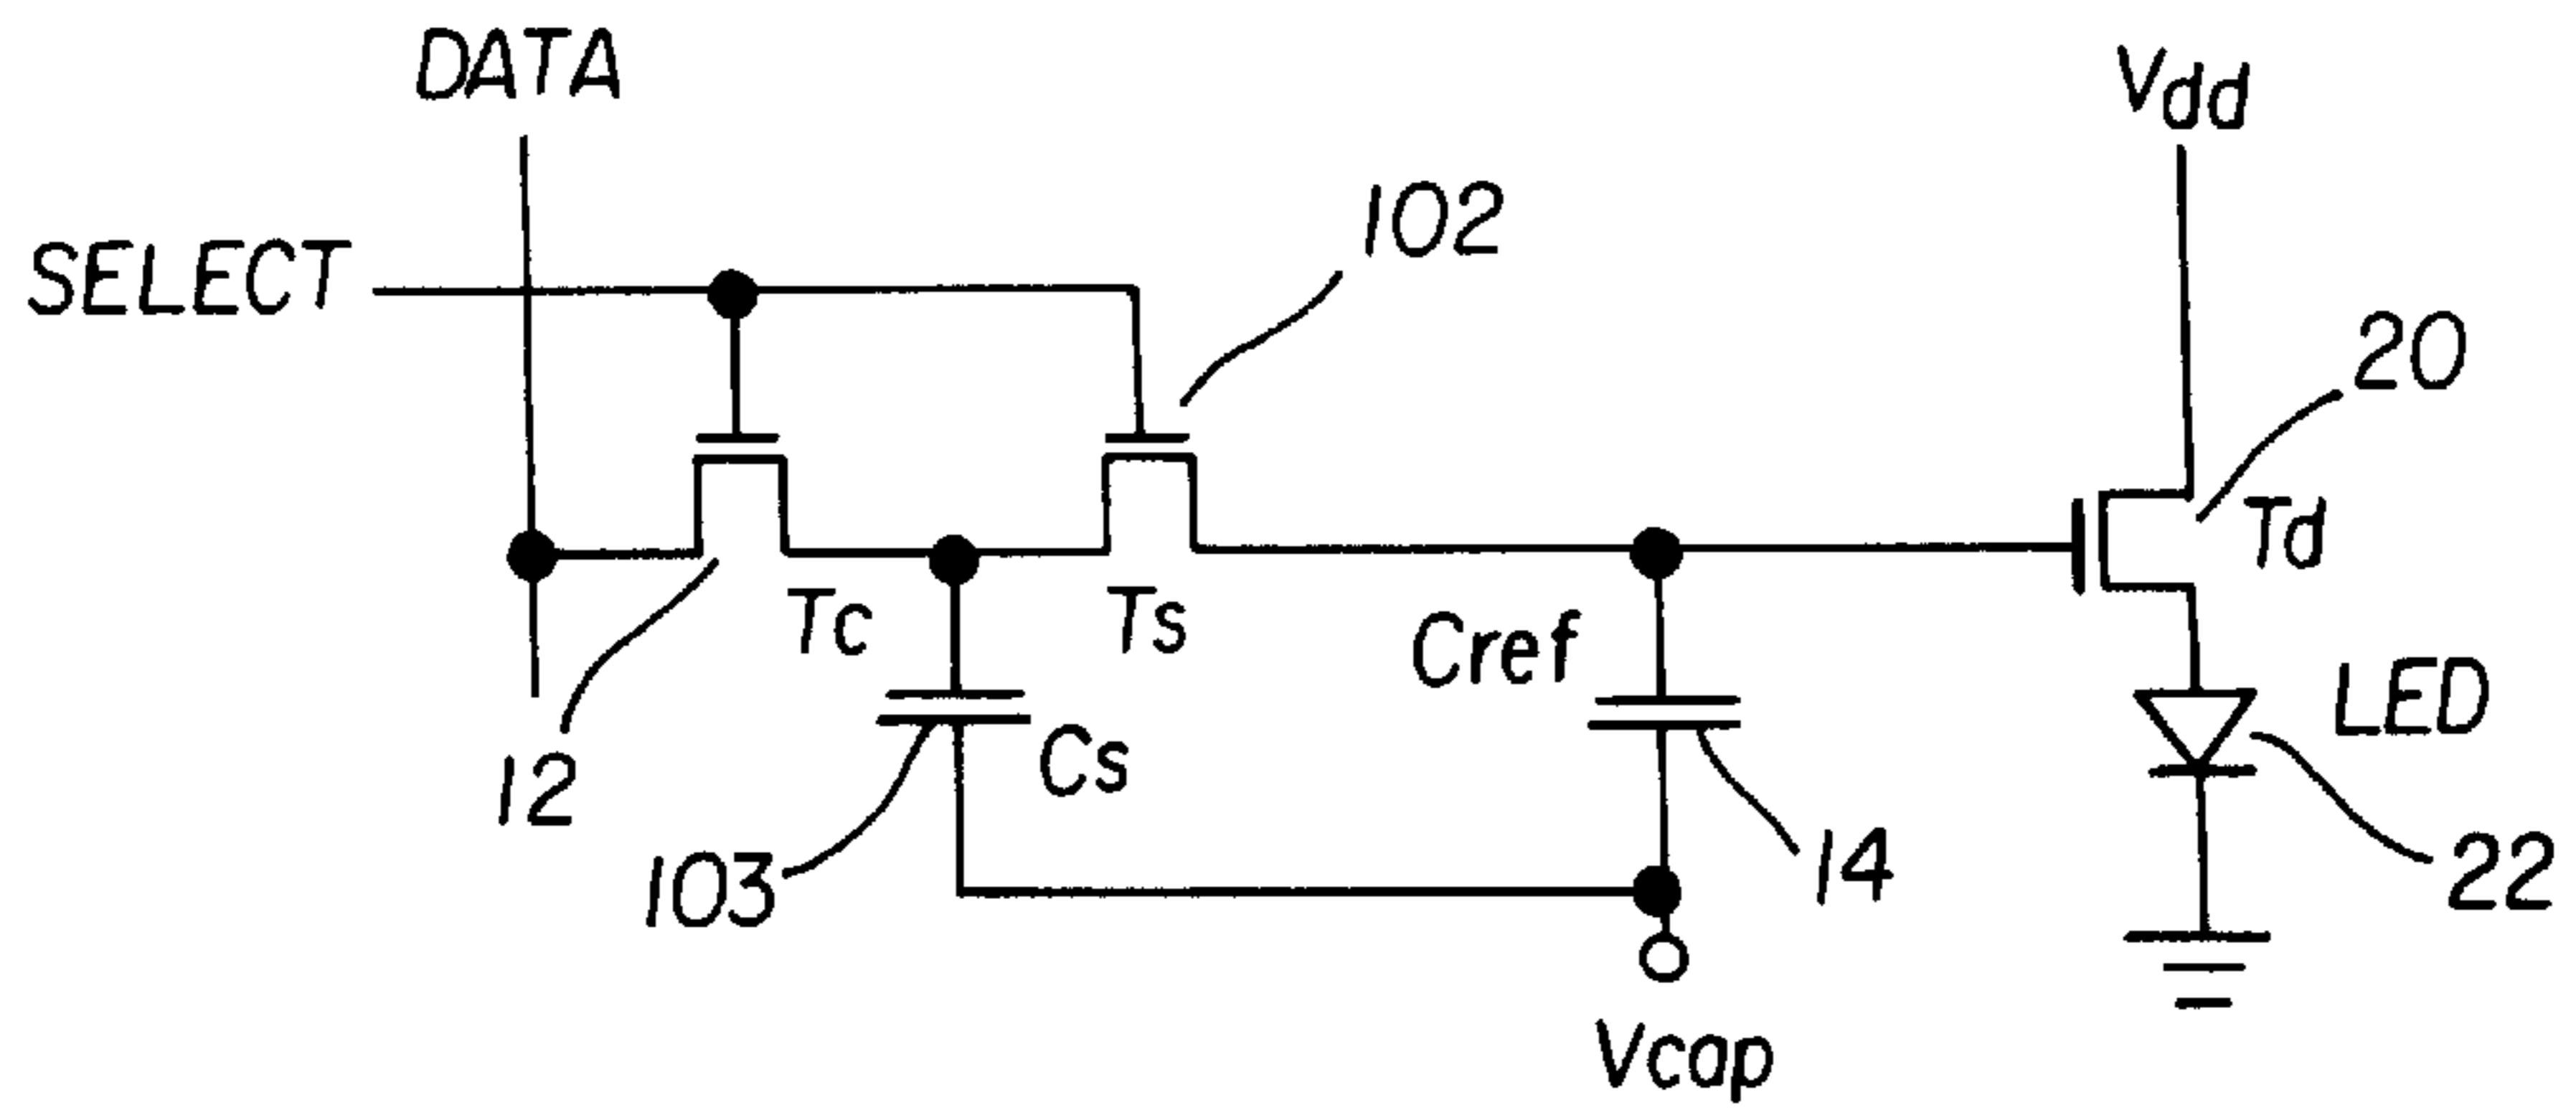 DATA
Vdd
102
SELECT
20
Td
Tc
Ts
Cref
LED
12
Cs
103
14
22
Vcap